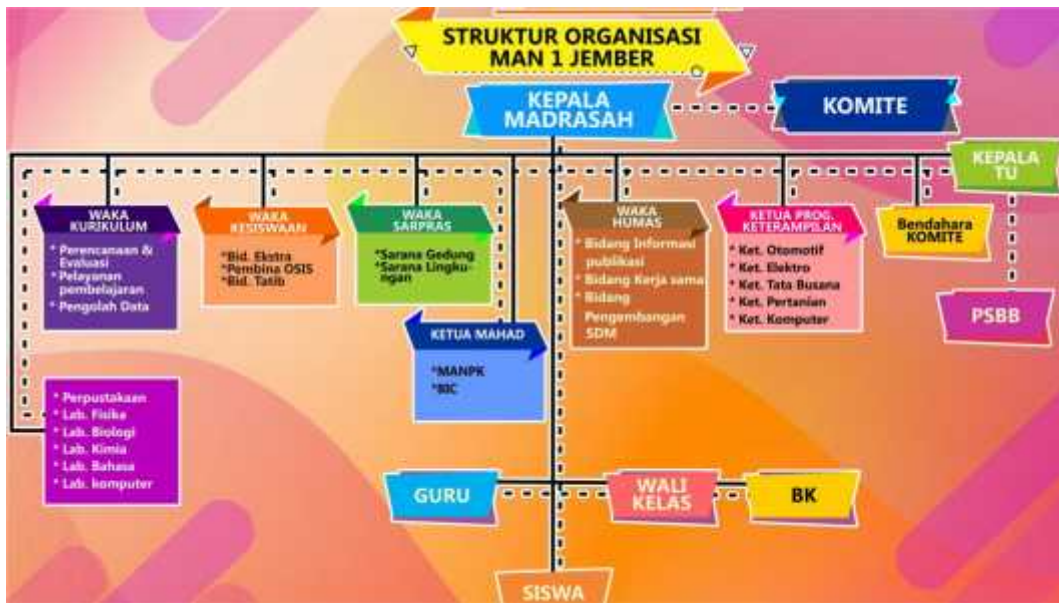 STRUKTUR ORGANISASI
MAN 1 JEMBER
KEPALA
MADRASAH
KOMITE
KEPALA
TU
WAKA
KURIKULUM
* Perencanaan &
Evaluasi
* Pelayanan
pembelajaran
* Pengolah Data
WAKA
KESISWAAN
*Bid. Ekstra
*Pembina OSIS
*Bid. Tatib
WAKA
SARPRAS
*Sarana Gedung
*Sarana Lingku-
ngan
WAKA
HUMAS
* Bidang Informasi
publikasi
* Bidang Kerja sama
* Bidang
Pengembangan
SDM
KETUA PROG.
KETERAMPILAN
* Ket. Otomotif
* Ket. Elektro
* Ket. Tata Busana
* Ket. Pertanian
* Ket. Komputer
Bendahara
KOMITE
PSBB
KETUA MAHAD
*MANPK
*BIC
* Perpustakaan
* Lab. Fisika
* Lab. Biologi
* Lab. Kimia
* Lab. Bahasa
* Lab. komputer
GURU
WALI
KELAS
BK
SISWA